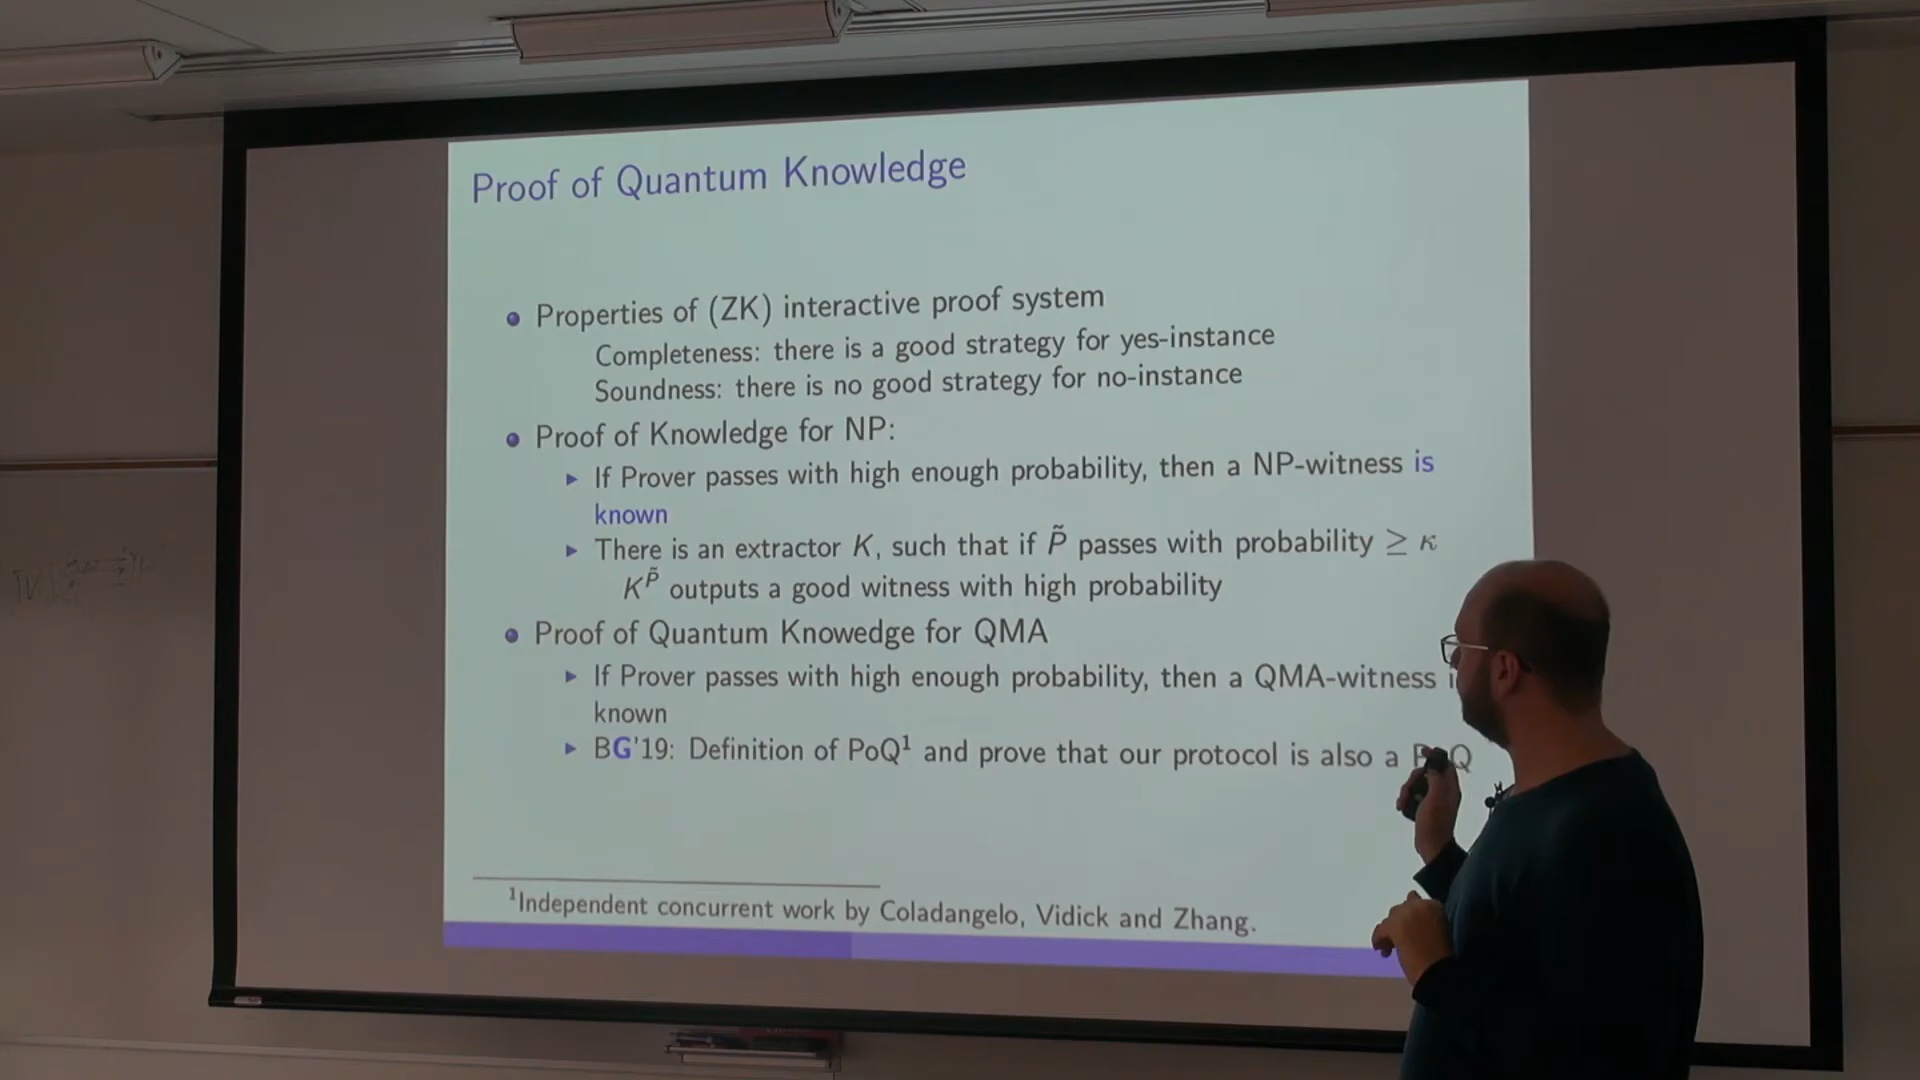 Proof of Quantum Knowledge
• Properties of (ZK) interactive proof system
Completeness: there is a good strategy for yes-instance
Soundness: there is no good strategy for no-instance
• Proof of Knowledge for NP:
▶ If Prover passes with high enough probability, then a NP-witness is
known
▶ There is an extractor K, such that if P̃ passes with probability ≥ κ
K^P̃ outputs a good witness with high probability
• Proof of Quantum Knowedge for QMA
▶ If Prover passes with high enough probability, then a QMA-witness
known
▶ BG'19: Definition of PoQ¹ and prove that our protocol is also a PoQ
¹Independent concurrent work by Coladangelo, Vidick and Zhang.